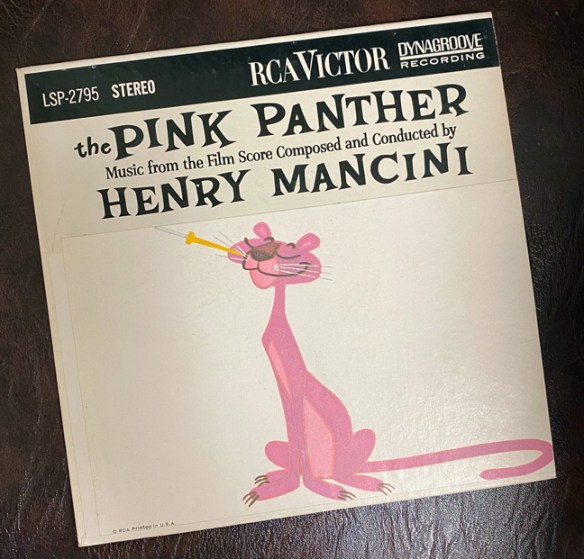 LSP-2795 STEREO RCA VICTOR DYNAGROOVE
RECORDING
the PINK PANTHER
Music from the Film Score Composed and Conducted by
HENRY MANCINI
© RCA Printed in U.S.A.